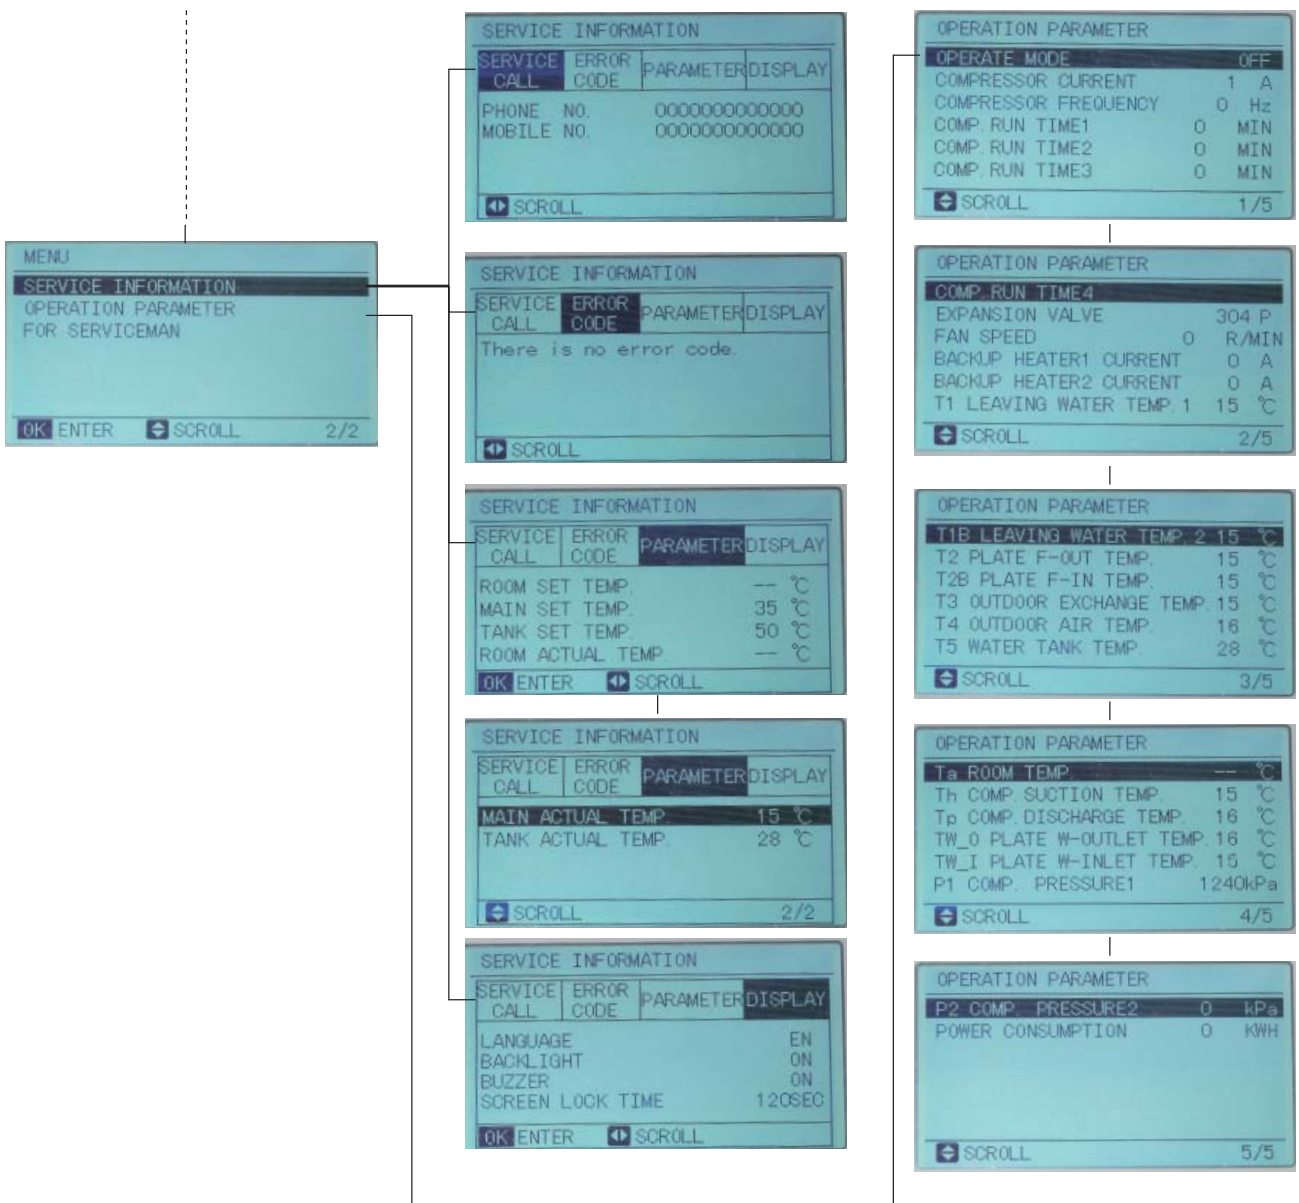 MENU
SERVICE INFORMATION
OPERATION PARAMETER
FOR SERVICEMAN
OK ENTER SCROLL 2/2
SERVICE INFORMATION
SERVICE CALL ERROR CODE PARAMETER DISPLAY
PHONE NO. 0000000000000
MOBILE NO. 0000000000000
SCROLL
SERVICE INFORMATION
SERVICE CALL ERROR CODE PARAMETER DISPLAY
There is no error code.
SCROLL
SERVICE INFORMATION
SERVICE CALL ERROR CODE PARAMETER DISPLAY
ROOM SET TEMP. -- °C
MAIN SET TEMP. 35 °C
TANK SET TEMP. 50 °C
ROOM ACTUAL TEMP. -- °C
OK ENTER SCROLL
SERVICE INFORMATION
SERVICE CALL ERROR CODE PARAMETER DISPLAY
MAIN ACTUAL TEMP. 15 °C
TANK ACTUAL TEMP. 28 °C
SCROLL 2/2
SERVICE INFORMATION
SERVICE CALL ERROR CODE PARAMETER DISPLAY
LANGUAGE EN
BACKLIGHT ON
BUZZER ON
SCREEN LOCK TIME 120SEC
OK ENTER SCROLL
OPERATION PARAMETER
OPERATE MODE OFF
COMPRESSOR CURRENT 1 A
COMPRESSOR FREQUENCY 0 Hz
COMP.RUN TIME1 0 MIN
COMP.RUN TIME2 0 MIN
COMP.RUN TIME3 0 MIN
SCROLL 1/5
OPERATION PARAMETER
COMP.RUN TIME4
EXPANSION VALVE 304 P
FAN SPEED 0 R/MIN
BACKUP HEATER1 CURRENT 0 A
BACKUP HEATER2 CURRENT 0 A
T1 LEAVING WATER TEMP.1 15 °C
SCROLL 2/5
OPERATION PARAMETER
T1B LEAVING WATER TEMP.2 15 °C
T2 PLATE F-OUT TEMP. 15 °C
T2B PLATE F-IN TEMP. 15 °C
T3 OUTDOOR EXCHANGE TEMP. 15 °C
T4 OUTDOOR AIR TEMP. 16 °C
T5 WATER TANK TEMP. 28 °C
SCROLL 3/5
OPERATION PARAMETER
Ta ROOM TEMP. -- °C
Th COMP.SUCTION TEMP. 15 °C
Tp COMP.DISCHARGE TEMP. 16 °C
TW_O PLATE W-OUTLET TEMP. 16 °C
TW_I PLATE W-INLET TEMP. 15 °C
P1 COMP. PRESSURE1 1240kPa
SCROLL 4/5
OPERATION PARAMETER
P2 COMP. PRESSURE2 0 kPa
POWER CONSUMPTION 0 KWH
SCROLL 5/5